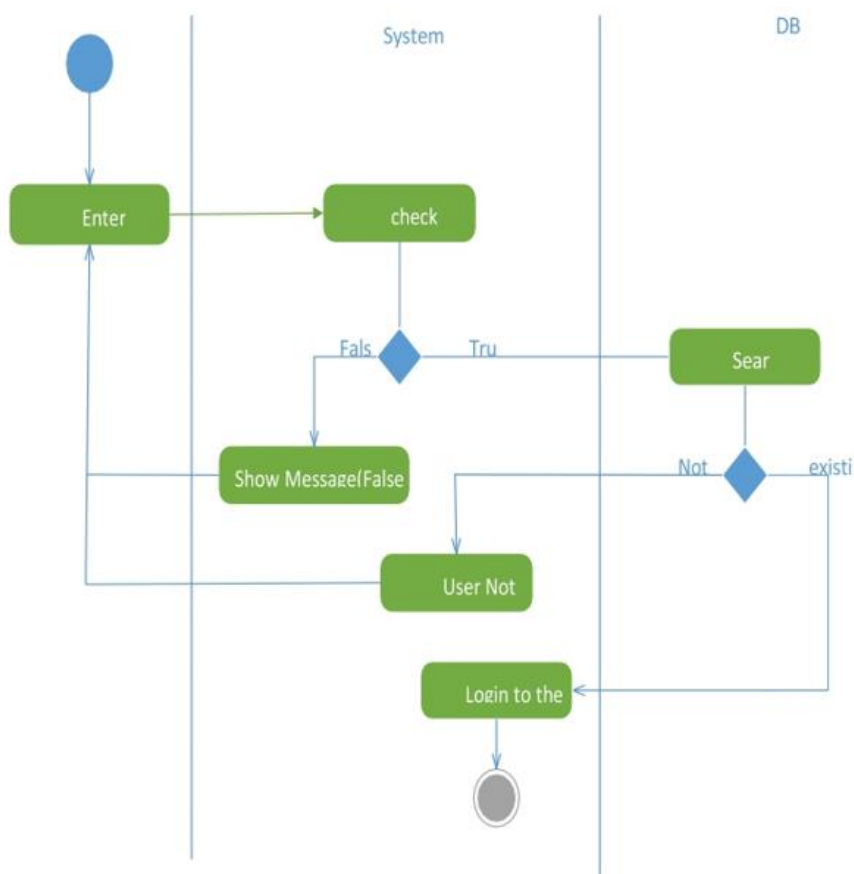 System
DB
Enter
check
Fals
Tru
Sear
Show Message(False
Not
existi
User Not
Login to the